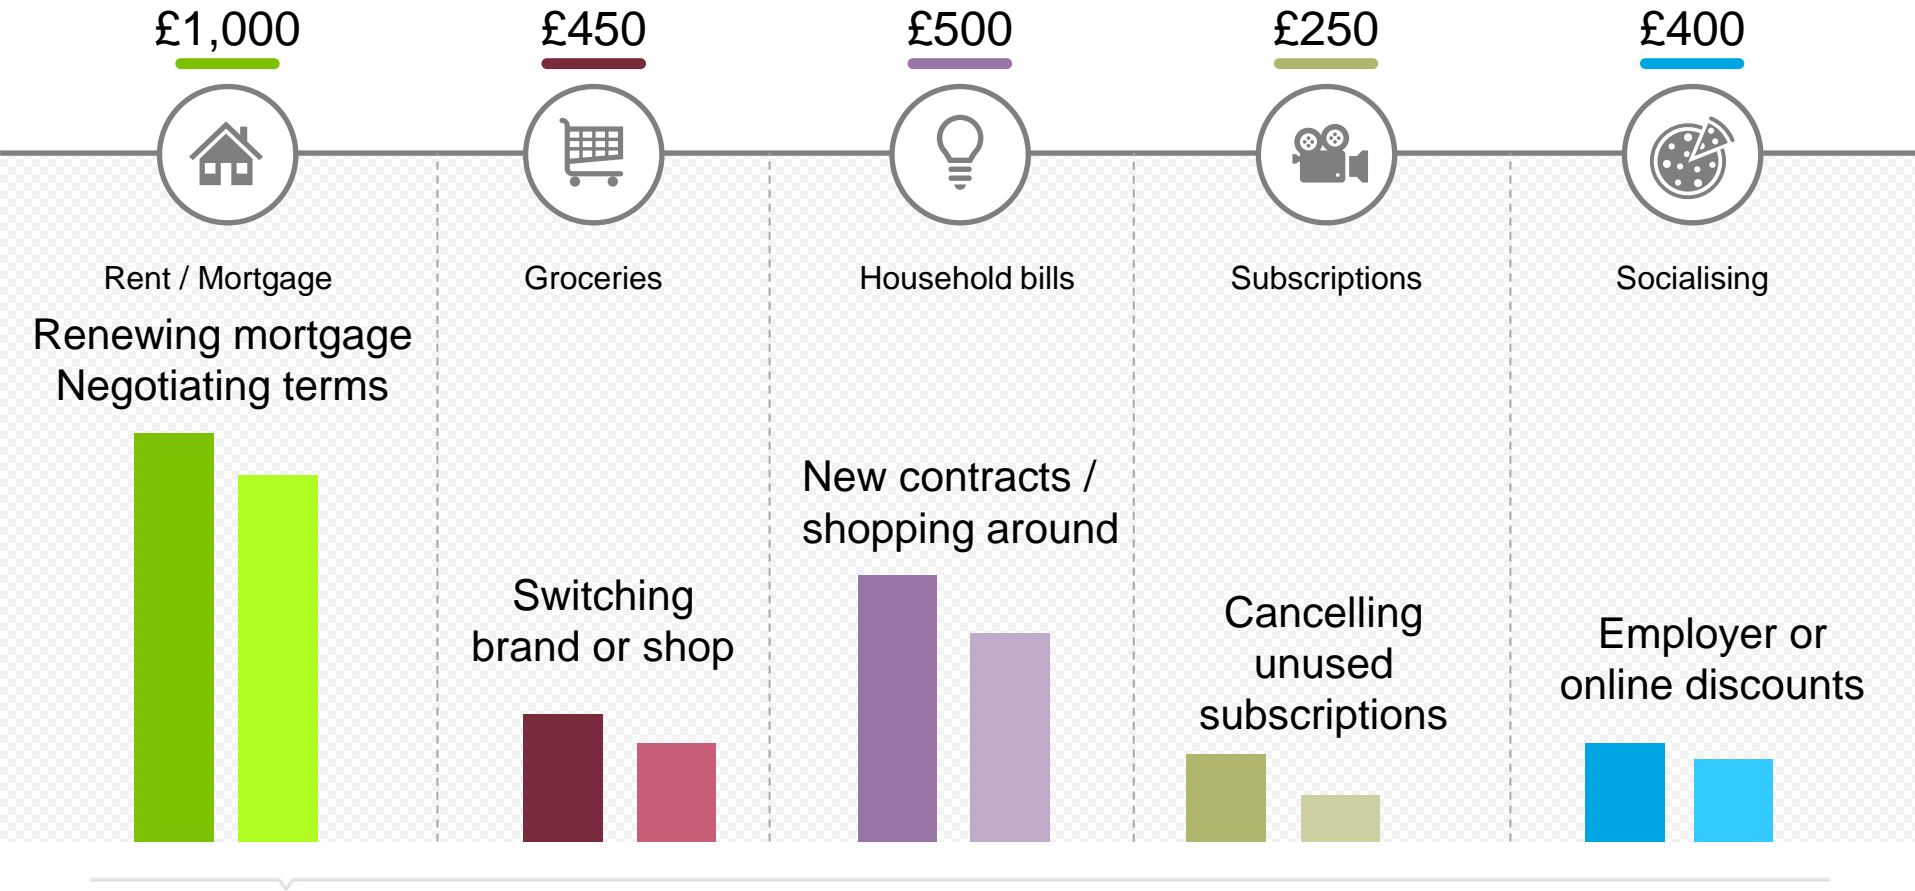 £1,000
£450
£500
£250
£400
Rent / Mortgage
Groceries
Household bills
Subscriptions
Socialising
Renewing mortgage
Negotiating terms
Switching
brand or shop
New contracts /
shopping around
Cancelling
unused
subscriptions
Employer or
online discounts